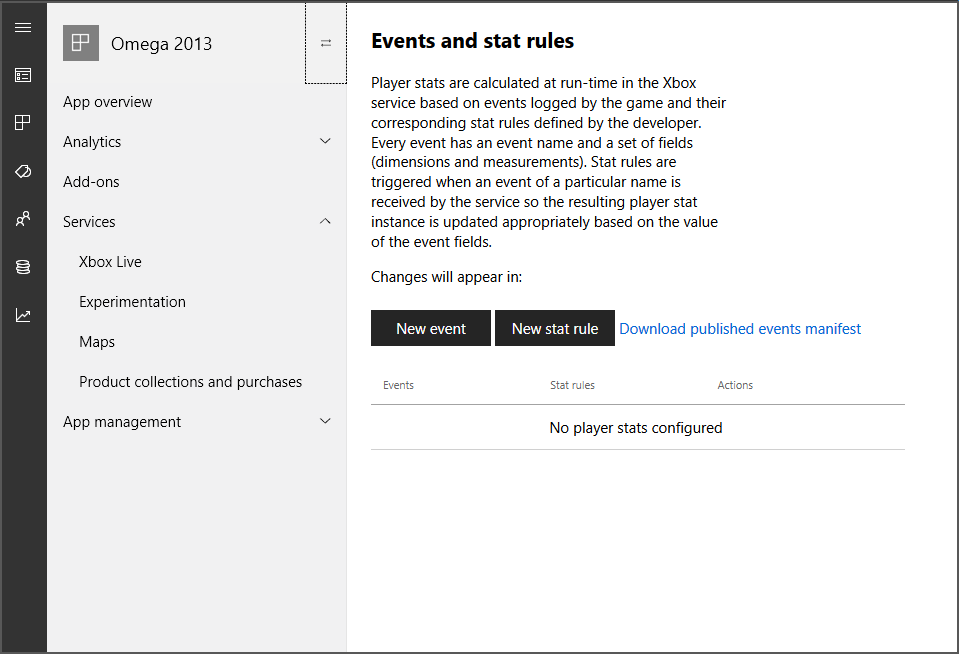 Omega 2013
App overview
Analytics
Add-ons
Services
Xbox Live
Experimentation
Maps
Product collections and purchases
App management
Events and stat rules
Player stats are calculated at run-time in the Xbox
service based on events logged by the game and their
corresponding stat rules defined by the developer.
Every event has an event name and a set of fields
(dimensions and measurements). Stat rules are
triggered when an event of a particular name is
received by the service so the resulting player stat
instance is updated appropriately based on the value
of the event fields.
Changes will appear in:
New event New stat rule Download published events manifest
Events Stat rules Actions
No player stats configured